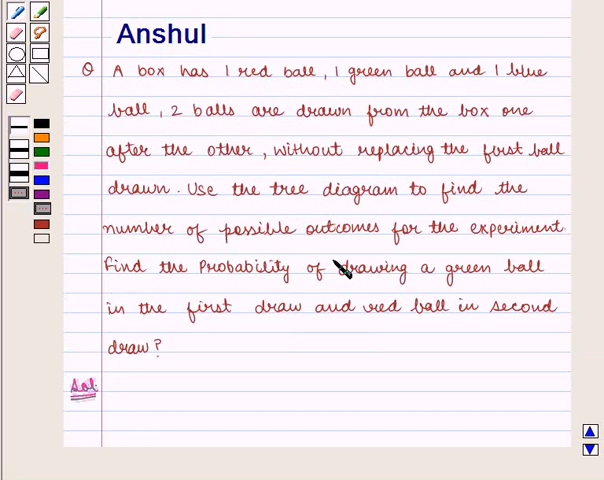 Anshul
Q A box has 1 red ball, 1 green ball and 1 blue
ball, 2 balls are drawn from the box one
after the other, without replacing the first ball
drawn. Use the tree diagram to find the
number of possible outcomes for the experiment.
Find the Probability of drawing a green ball
in the first draw and red ball in second
draw?
Sol: